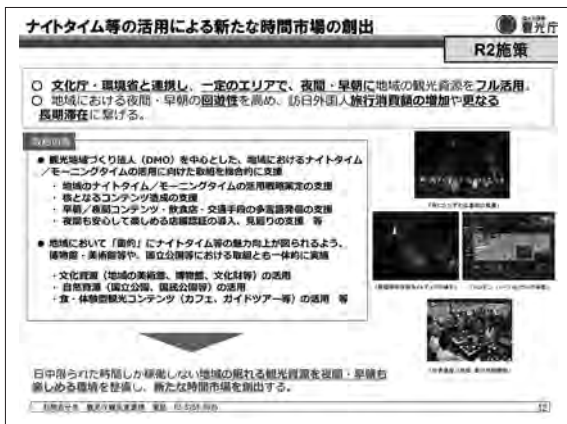 ナイトタイム等の活用による新たな時間市場の創出
観光庁
R2施策
○ 文化庁・環境省と連携し、一定のエリアで、夜間・早朝に地域の観光資源をフル活用。
○ 地域における夜間・早朝の回遊性を高め、訪日外国人旅行消費額の増加や更なる
長期滞在に繋げる。
● 観光地域づくり法人（DMO）を中心とした、地域におけるナイトタイム
／モーニングタイムの活用に向けた取組を総合的に支援
・ 地域のナイトタイム／モーニングタイムの活用戦略策定の支援
・ 核となるコンテンツ造成の支援
・ 早朝／夜間コンテンツ・飲食店・交通手段の多言語発信の支援
・ 夜間も安心して楽しめる店舗認証の導入、見回りの支援 等
● 地域において「面的」にナイトタイム等の魅力向上が図られるよう、
博物館・美術館等や、国立公園等における取組とも一体的に実施
・文化資源（地域の美術館、博物館、文化財等）の活用
・自然資源（国立公園、国民公園等）の活用
・食・体験型観光コンテンツ（カフェ、ガイドツアー等）の活用 等
日中限られた時間しか稼働しない地域の眠れる観光資源を夜間・早朝も
楽しめる環境を整備し、新たな時間市場を創出する。
12